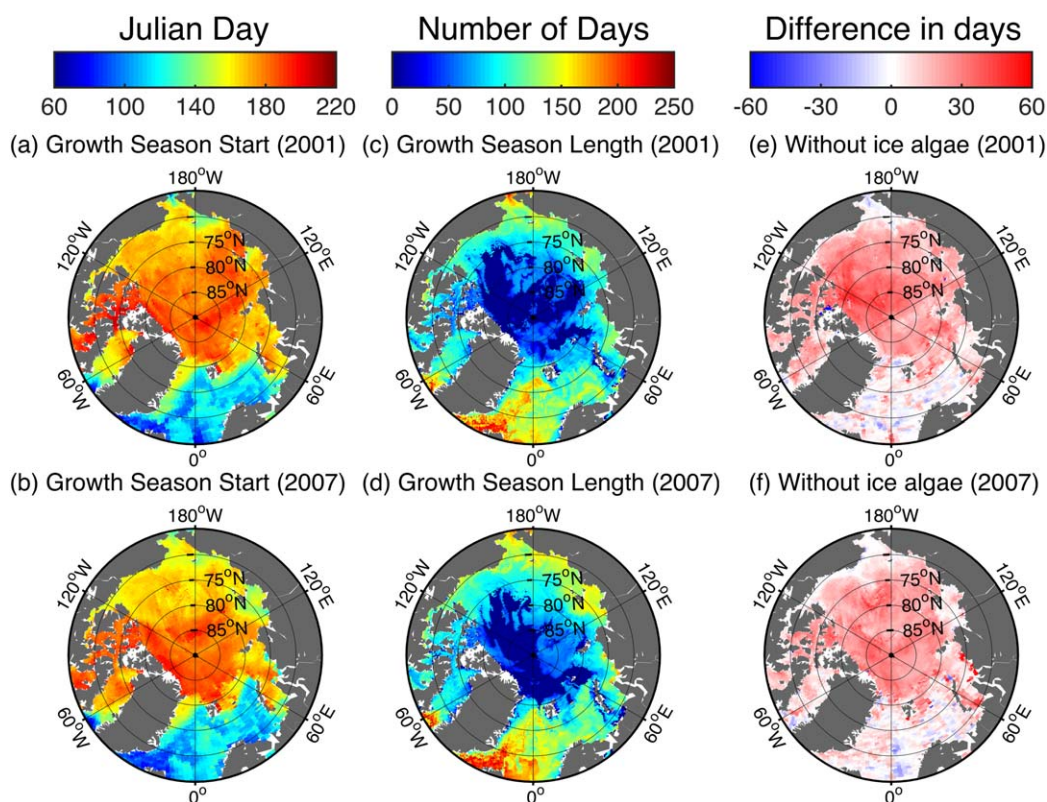 Julian Day
Number of Days
Difference in days
60 100 140 180 220
0 50 100 150 200 250
-60 -30 0 30 60
(a) Growth Season Start (2001)
(c) Growth Season Length (2001)
(e) Without ice algae (2001)
180°W
120°W
120°E
75°N
80°N
85°N
60°W
60°E
0°
180°W
120°W
120°E
75°N
80°N
85°N
60°W
60°E
0°
180°W
120°W
120°E
75°N
80°N
85°N
60°W
60°E
0°
(b) Growth Season Start (2007)
(d) Growth Season Length (2007)
(f) Without ice algae (2007)
180°W
120°W
120°E
75°N
80°N
85°N
60°W
60°E
0°
180°W
120°W
120°E
75°N
80°N
85°N
60°W
60°E
0°
180°W
120°W
120°E
75°N
80°N
85°N
60°W
60°E
0°